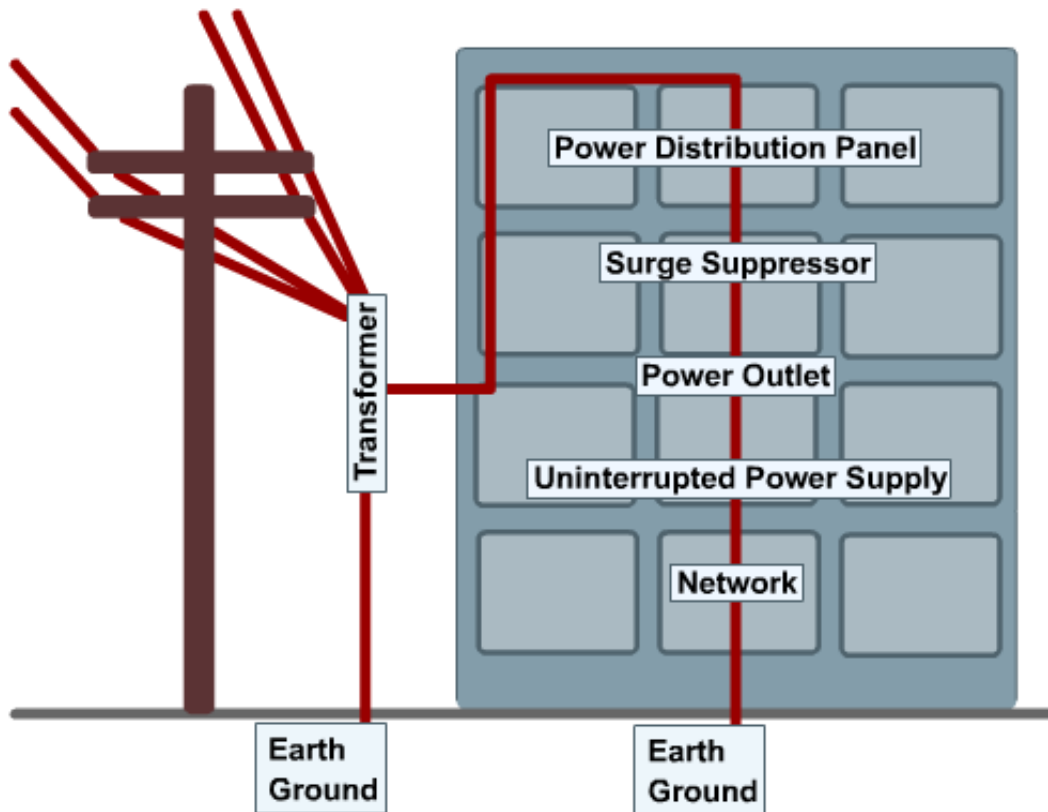 Power Distribution Panel
Surge Suppressor
Transformer
Power Outlet
Uninterrupted Power Supply
Network
Earth
Ground
Earth
Ground